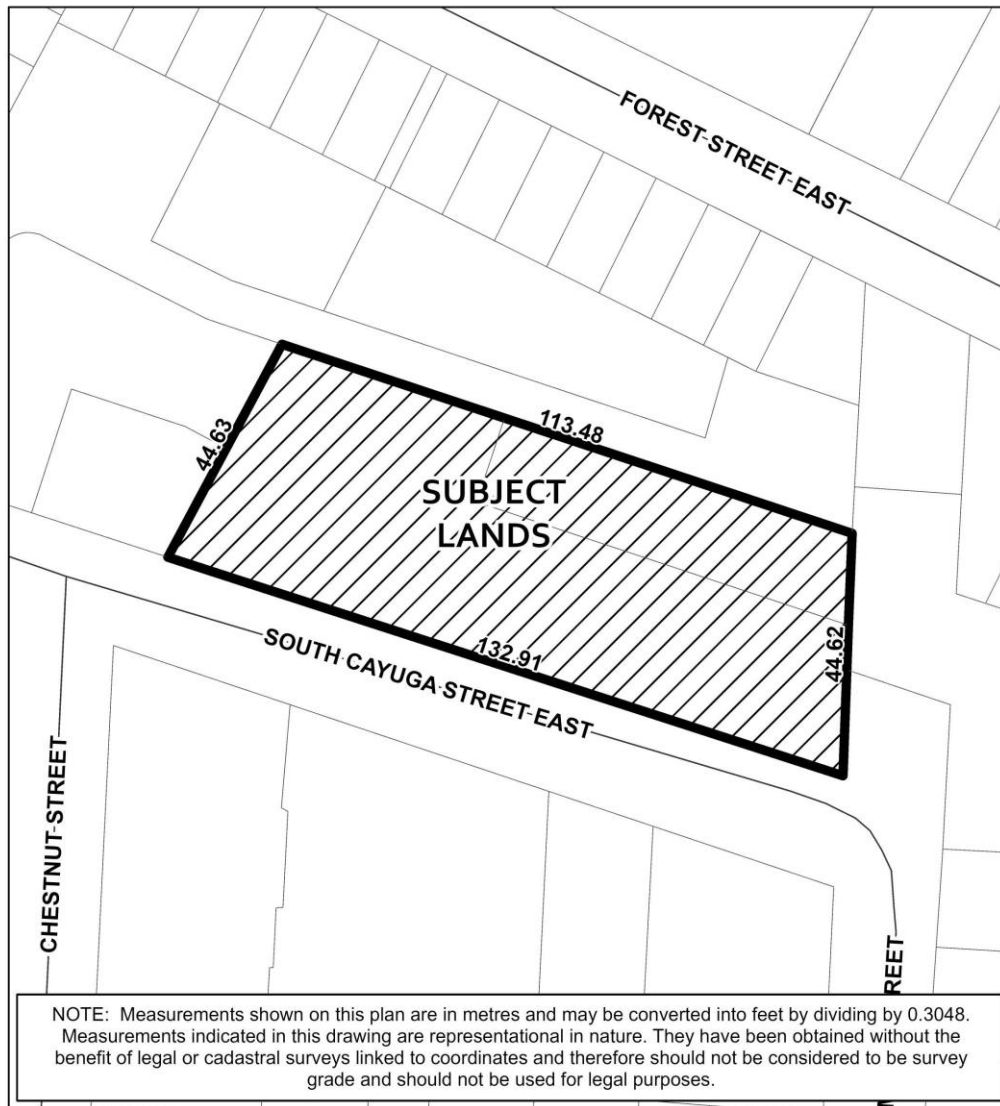 FOREST STREET EAST
113.48
44.63
SUBJECT
LANDS
44.62
132.91
SOUTH CAYUGA STREET EAST
CHESTNUT STREET
REET
NOTE: Measurements shown on this plan are in metres and may be converted into feet by dividing by 0.3048.
Measurements indicated in this drawing are representational in nature. They have been obtained without the
benefit of legal or cadastral surveys linked to coordinates and therefore should not be considered to be survey
grade and should not be used for legal purposes.